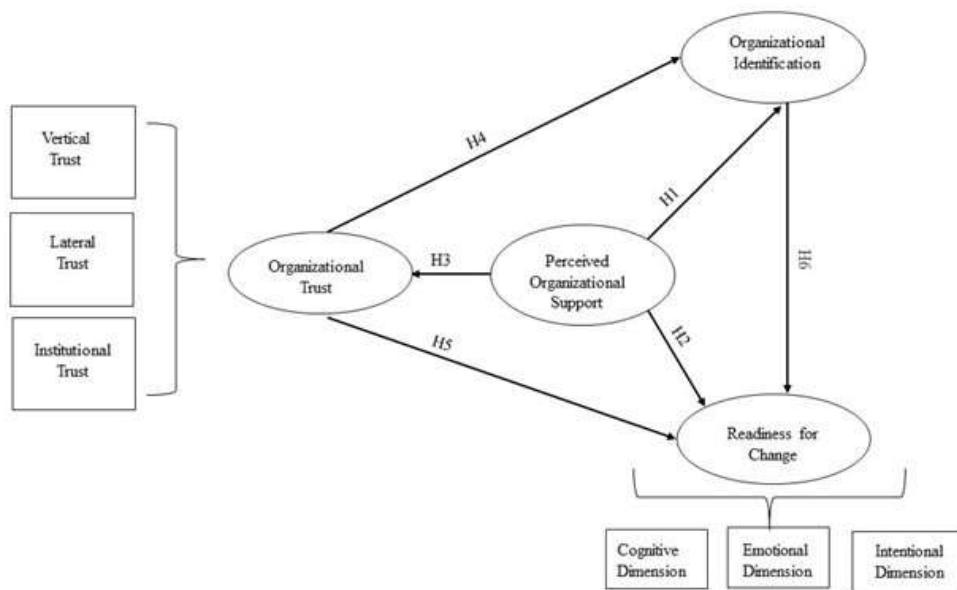 Organizational
Identification
Vertical
Trust
H4
H1
Lateral
Trust
Organizational
Trust
H3
Perceived
Organizational
Support
H6
H2
Institutional
Trust
H5
Readiness for
Change
Cognitive
Dimension
Emotional
Dimension
Intentional
Dimension